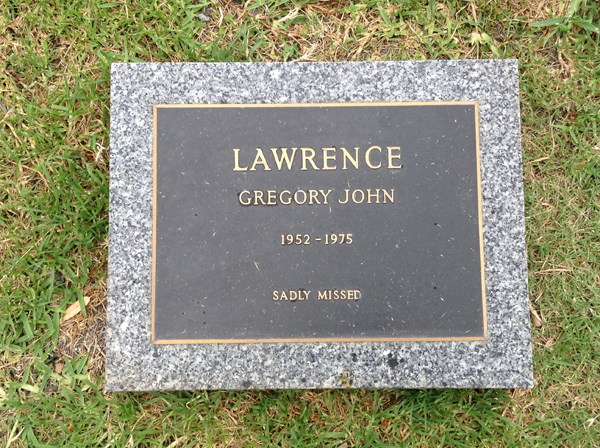 LAWRENCE
GREGORY JOHN
1952 - 1975
SADLY MISSED